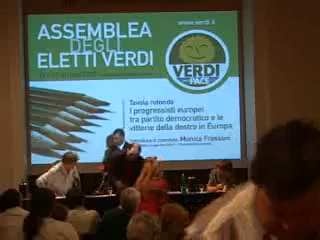 www.verdi.it
ASSEMBLEA
DEGLI
ELETTI VERDI
VERDI
PACE
Tavola rotonda
I progressisti europei
tra partito democratico e le
vittorie della destra in Europa
Monica Frassoni